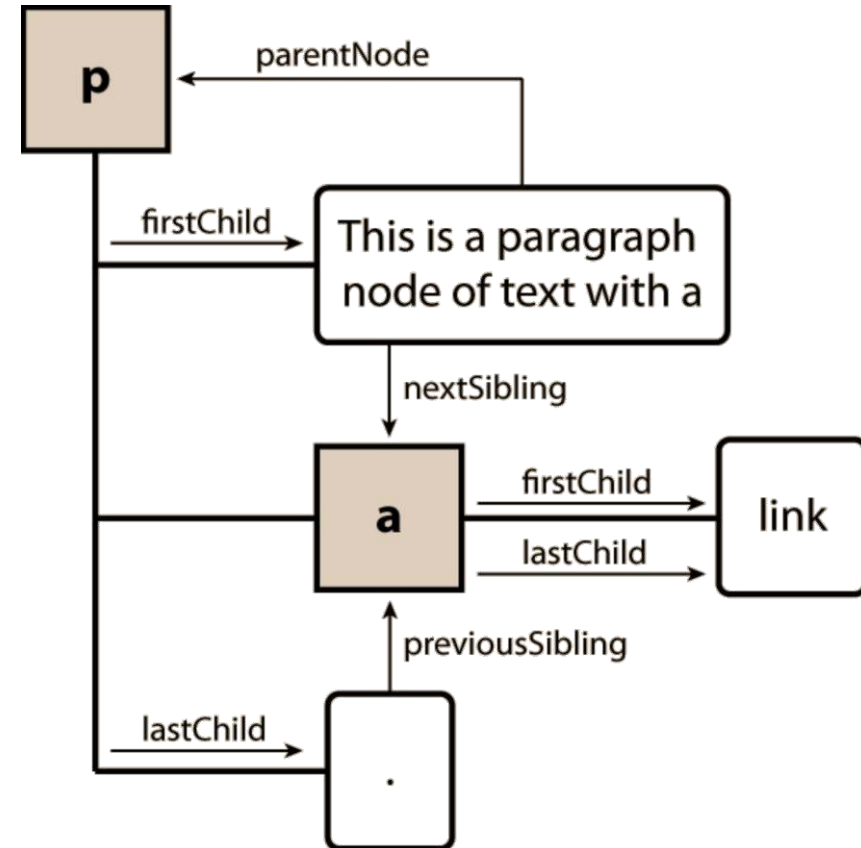 parentNode
p
firstChild
This is a paragraph
node of text with a
nextSibling
a
firstChild
link
lastChild
previousSibling
lastChild
.